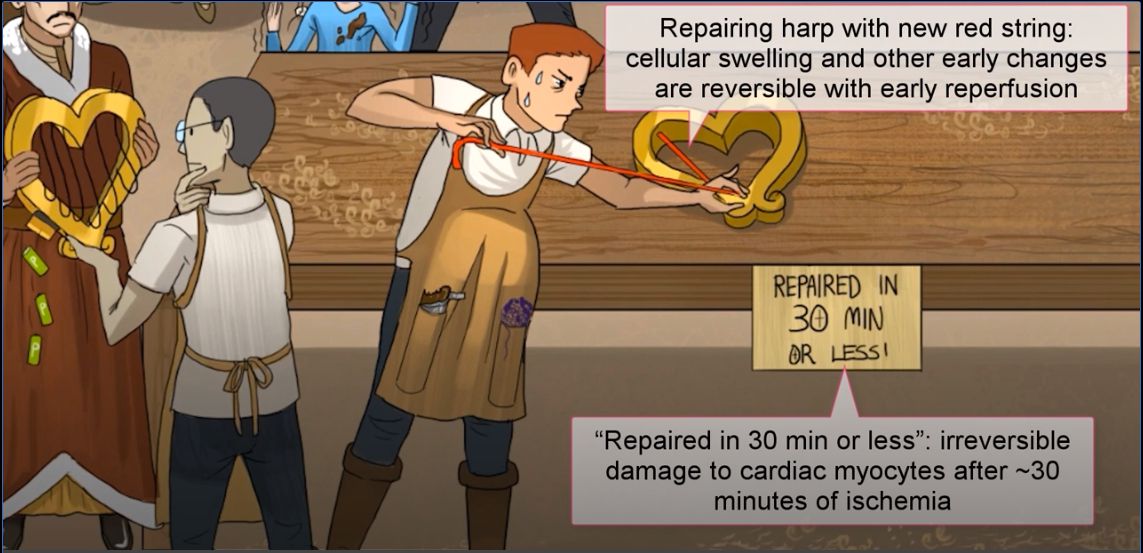 Repairing harp with new red string:
cellular swelling and other early changes
are reversible with early reperfusion
P
P
P
REPAIRED IN
30 MIN
OR LESS!
“Repaired in 30 min or less”: irreversible
damage to cardiac myocytes after ~30
minutes of ischemia